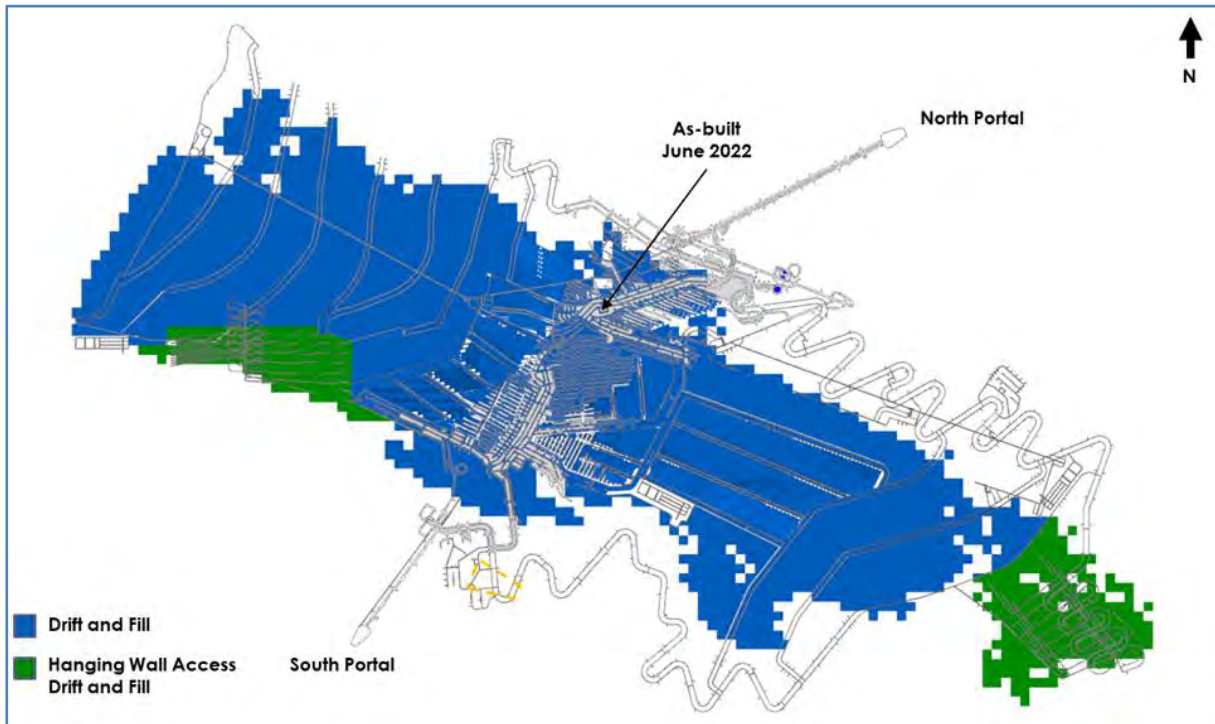 N
North Portal
As-built
June 2022
Drift and Fill
Hanging Wall Access
Drift and Fill
South Portal